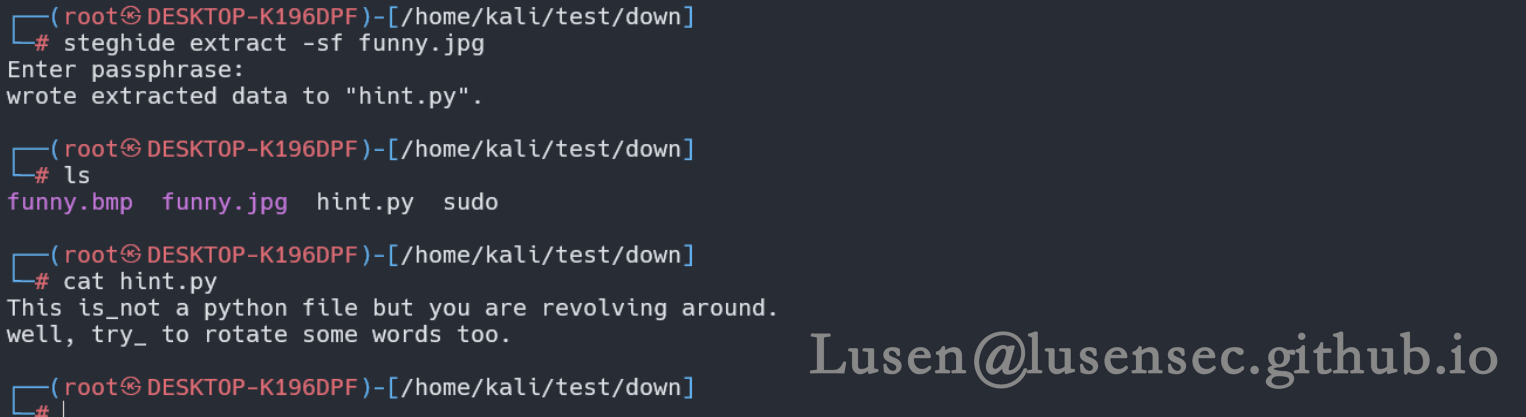 ┌──(root㉿DESKTOP-K196DPF)-[/home/kali/test/down]
└─# steghide extract -sf funny.jpg
Enter passphrase:
wrote extracted data to "hint.py".
┌──(root㉿DESKTOP-K196DPF)-[/home/kali/test/down]
└─# ls
funny.bmp  funny.jpg  hint.py  sudo
┌──(root㉿DESKTOP-K196DPF)-[/home/kali/test/down]
└─# cat hint.py
This is_not a python file but you are revolving around.
well, try_ to rotate some words too.
┌──(root㉿DESKTOP-K196DPF)-[/home/kali/test/down]
└─#
Lusen@lusensec.github.io